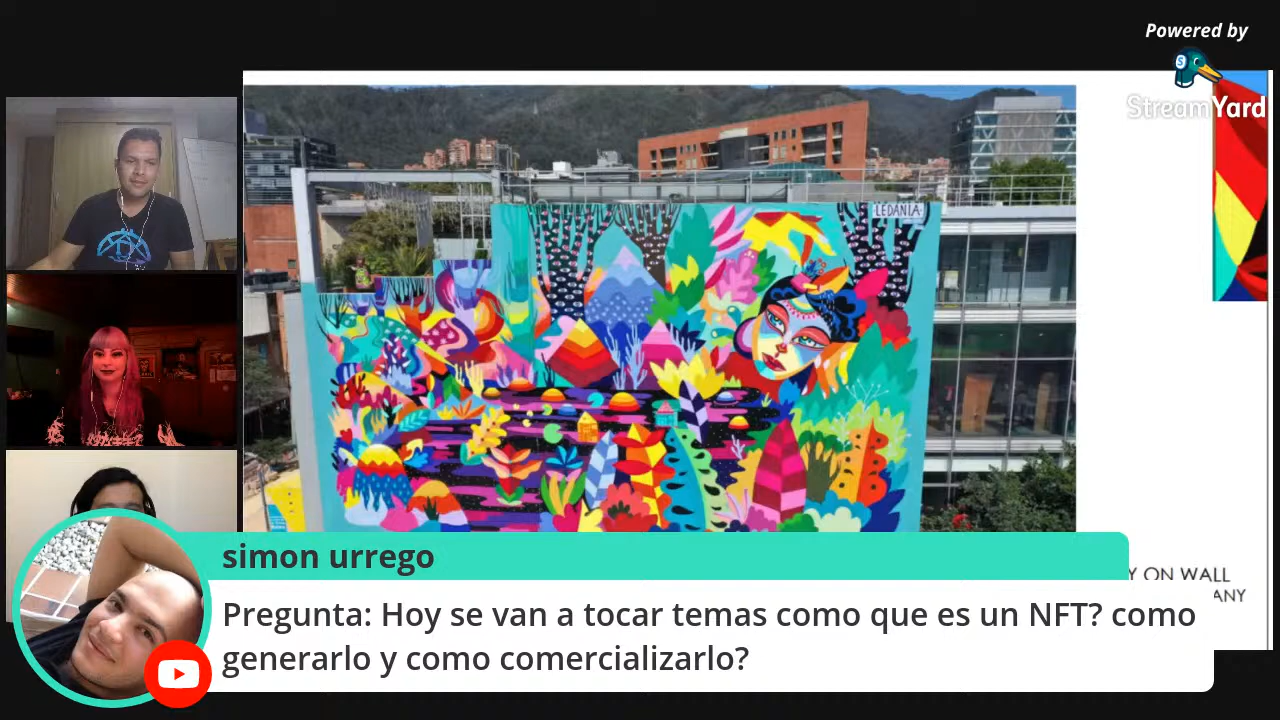 Powered by
StreamYard
LEDANIA
Y ON WALL
ANY
simon urrego
Pregunta: Hoy se van a tocar temas como que es un NFT? como
generarlo y como comercializarlo?